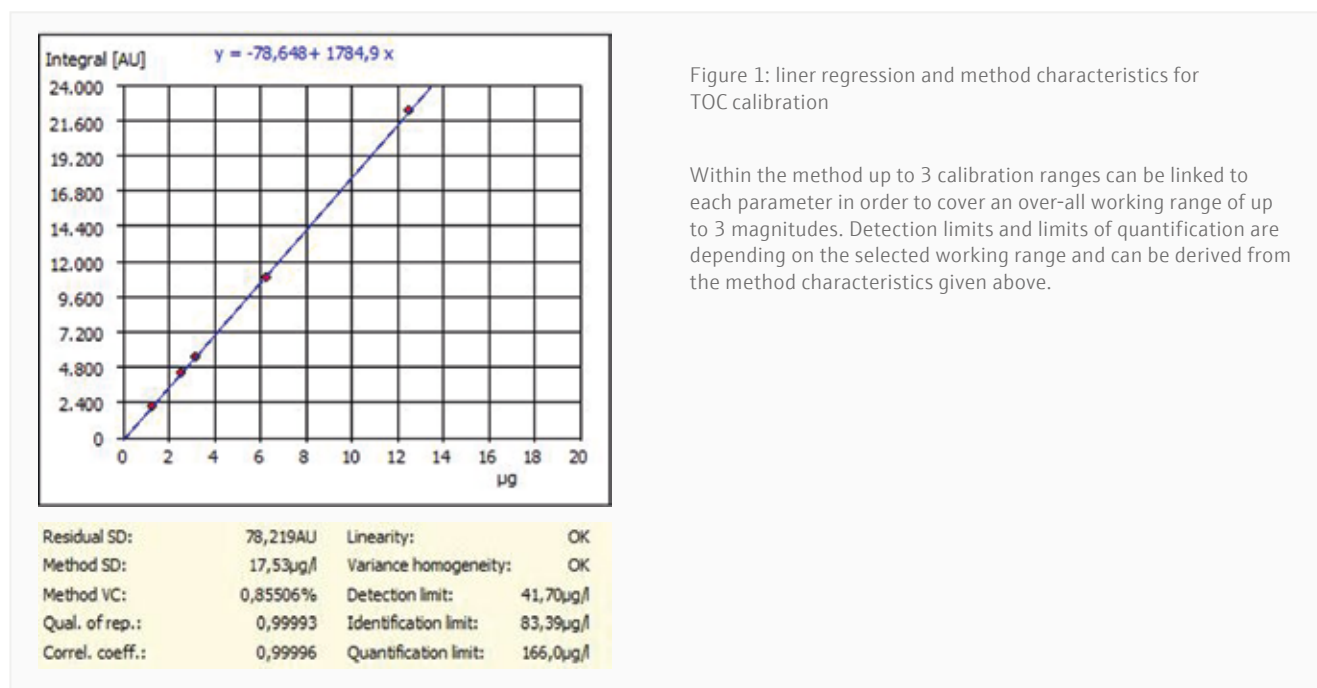 Integral [AU]
y = -78,648+ 1784,9 x
24.000
21.600
19.200
16.800
14.400
12.000
9.600
7.200
4.800
2.400
0
0 2 4 6 8 10 12 14 16 18 20
µg
Residual SD: 78,219AU Linearity: OK
Method SD: 17,53µg/l Variance homogeneity: OK
Method VC: 0,85506% Detection limit: 41,70µg/l
Qual. of rep.: 0,99993 Identification limit: 83,39µg/l
Correl. coeff.: 0,99996 Quantification limit: 166,0µg/l
Figure 1: liner regression and method characteristics for
TOC calibration
Within the method up to 3 calibration ranges can be linked to
each parameter in order to cover an over-all working range of up
to 3 magnitudes. Detection limits and limits of quantification are
depending on the selected working range and can be derived from
the method characteristics given above.